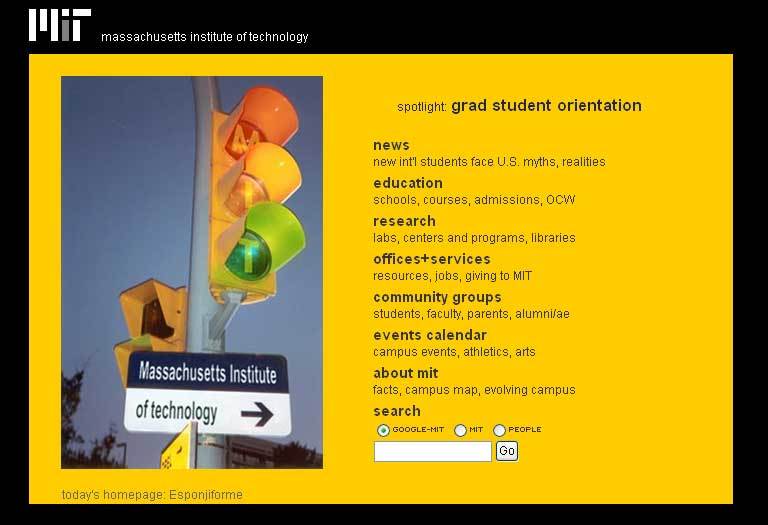 MIT
massachusetts institute of technology
M
I
T
Massachusetts Institute
of technology
spotlight: grad student orientation
news
new int'l students face U.S. myths, realities
education
schools, courses, admissions, OCW
research
labs, centers and programs, libraries
offices+services
resources, jobs, giving to MIT
community groups
students, faculty, parents, alumni/ae
events calendar
campus events, athletics, arts
about mit
facts, campus map, evolving campus
search
GOOGLE-MIT MIT PEOPLE
Go
today's homepage: Esponjiforme